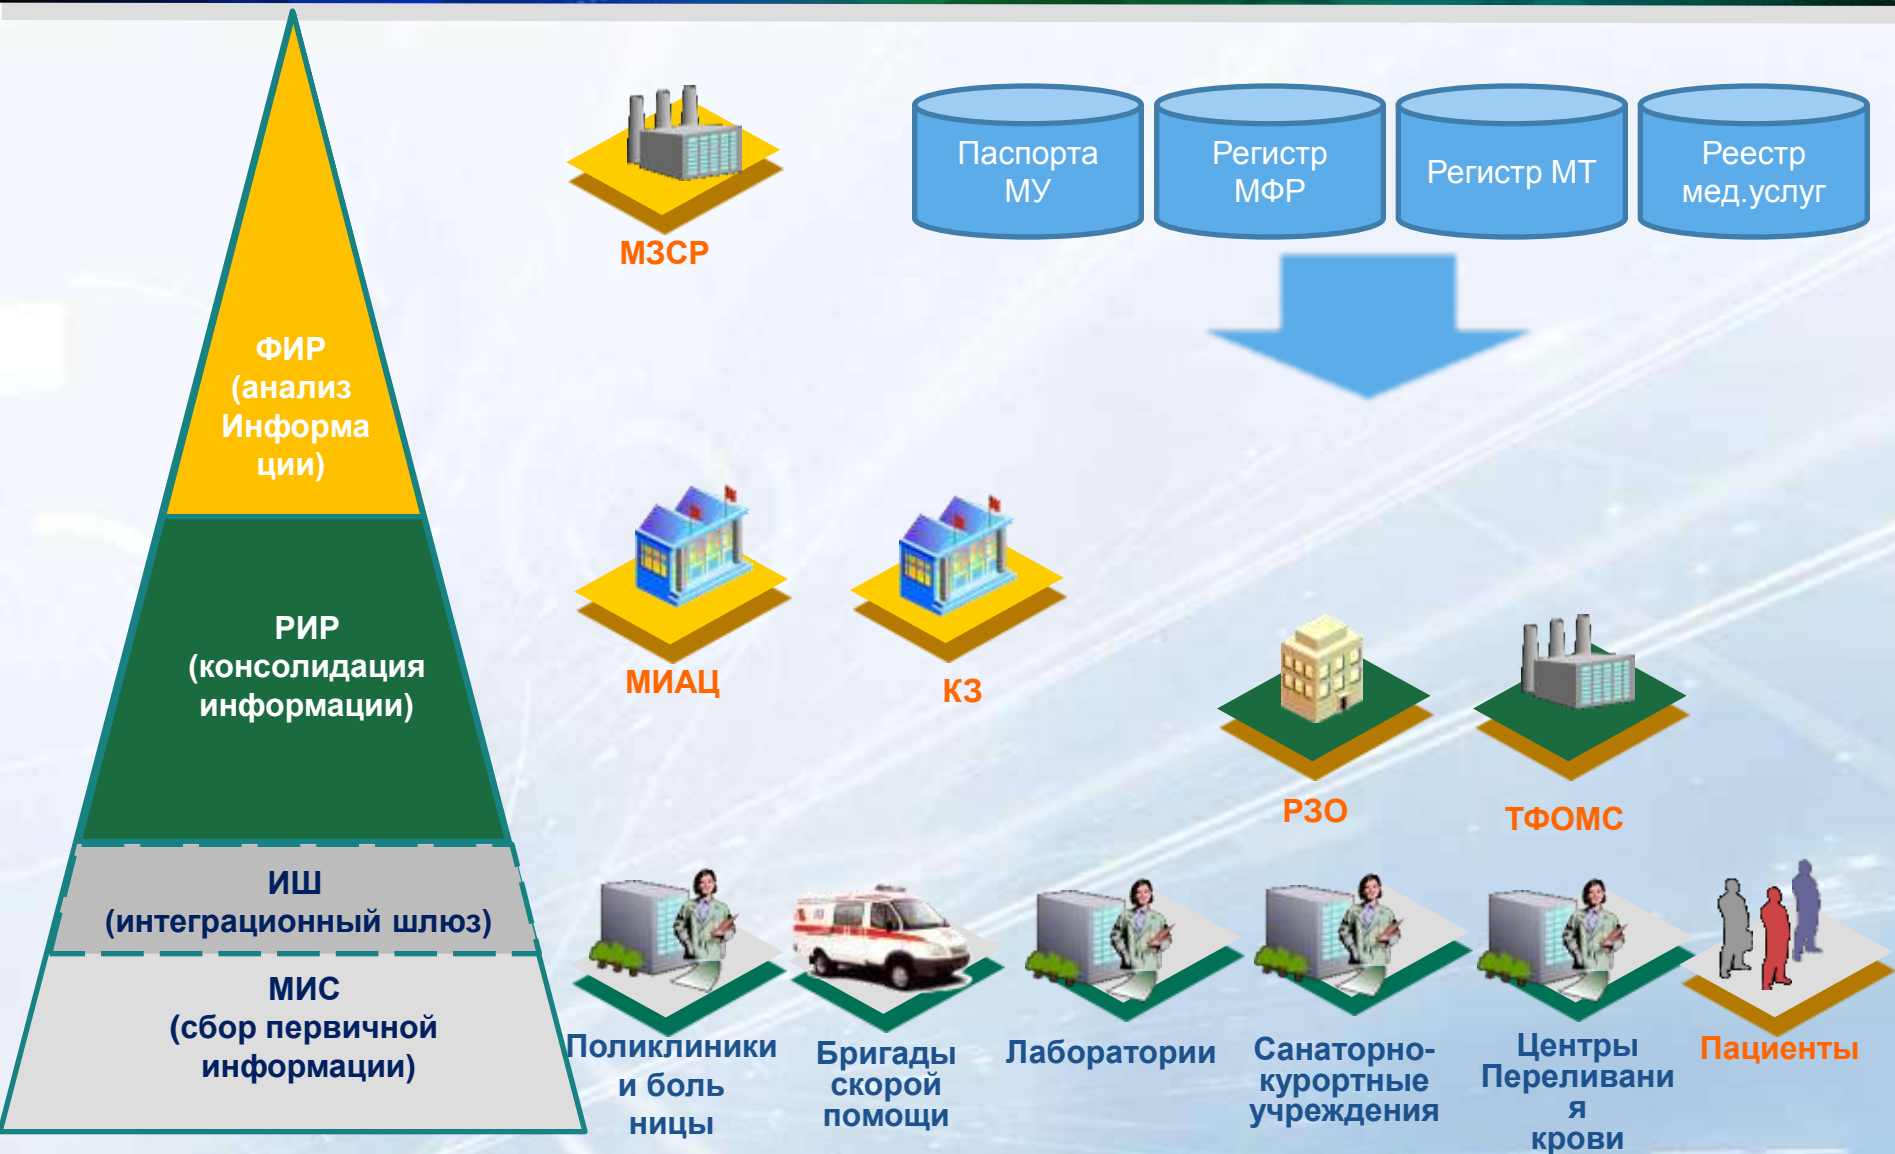 МЗСР
Паспорта
МУ
Регистр
МФР
Регистр МТ
Реестр
мед.услуг
ФИР
(анализ
Информа
ции)
РИР
(консолидация
информации)
МИАЦ
КЗ
РЗО
ТФОМС
ИШ
(интеграционный шлюз)
МИС
(сбор первичной
информации)
Поликлиники
и боль
ницы
Бригады
скорой
помощи
Лаборатории
Санаторно-
курортные
учреждения
Центры
Переливани
я
крови
Пациенты